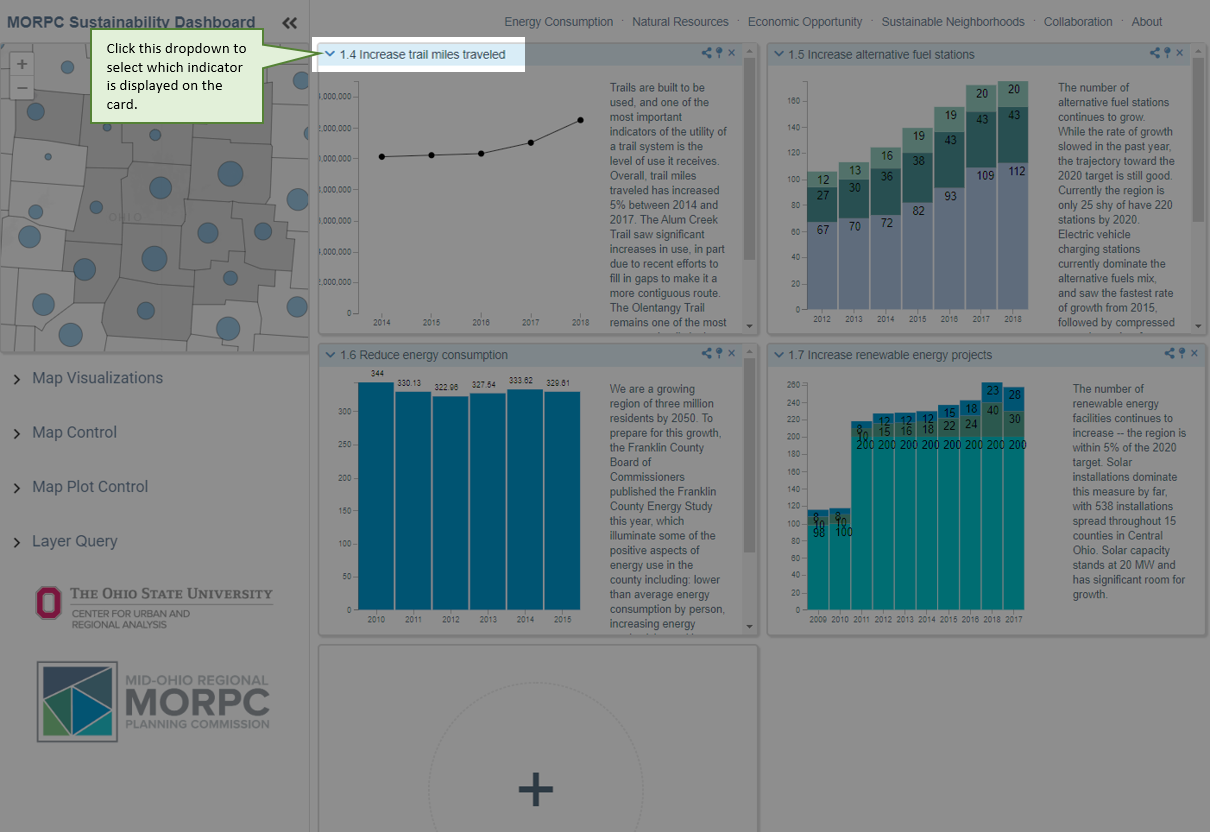 MORPC Sustainability Dashboard
Energy Consumption · Natural Resources · Economic Opportunity · Sustainable Neighborhoods · Collaboration · About
Click this dropdown to
select which indicator
is displayed on the
card.
+
−
OHIO
Map Visualizations
Map Control
Map Plot Control
Layer Query
THE OHIO STATE UNIVERSITY
CENTER FOR URBAN AND
REGIONAL ANALYSIS
MID-OHIO REGIONAL
MORPC
PLANNING COMMISSION
1.4 Increase trail miles traveled
,000,000
2,000,000
0,000,000
8,000,000
6,000,000
4,000,000
2,000,000
0
2014 2015 2016 2017 2018
Trails are built to be
used, and one of the
most important
indicators of the utility of
a trail system is the
level of use it receives.
Overall, trail miles
traveled has increased
5% between 2014 and
2017. The Alum Creek
Trail saw significant
increases in use, in part
due to recent efforts to
fill in gaps to make it a
more contiguous route.
The Olentangy Trail
remains one of the most
1.5 Increase alternative fuel stations
160
140
120
100
80
60
40
20
0
12 13 16 19 19 20 20
27 30 36 38 43 43 43
67 70 72 82 93 109 112
2012 2013 2014 2015 2016 2017 2018
The number of
alternative fuel stations
continues to grow.
While the rate of growth
slowed in the past year,
the trajectory toward the
2020 target is still good.
Currently the region is
only 25 shy of have 220
stations by 2020.
Electric vehicle
charging stations
currently dominate the
alternative fuels mix,
and saw the fastest rate
of growth from 2015,
followed by compressed
1.6 Reduce energy consumption
344 330.13 322.96 327.64 333.62 329.61
300
250
200
150
100
50
0
2010 2011 2012 2013 2014 2015
We are a growing
region of three million
residents by 2050. To
prepare for this growth,
the Franklin County
Board of
Commissioners
published the Franklin
County Energy Study
this year, which
illuminate some of the
positive aspects of
energy use in the
county including: lower
than average energy
consumption by person,
increasing energy
1.7 Increase renewable energy projects
260
240
220
200
180
160
140
120
100
80
60
40
20
0
8 8 8 12 12 12 15 18 23 28
10 10 10 15 16 18 22 24 40 30
98 100 200 200 200 200 200 200 200 200
2009 2010 2011 2012 2013 2014 2015 2016 2018 2017
The number of
renewable energy
facilities continues to
increase -- the region is
within 5% of the 2020
target. Solar
installations dominate
this measure by far,
with 538 installations
spread throughout 15
counties in Central
Ohio. Solar capacity
stands at 20 MW and
has significant room for
growth.
+